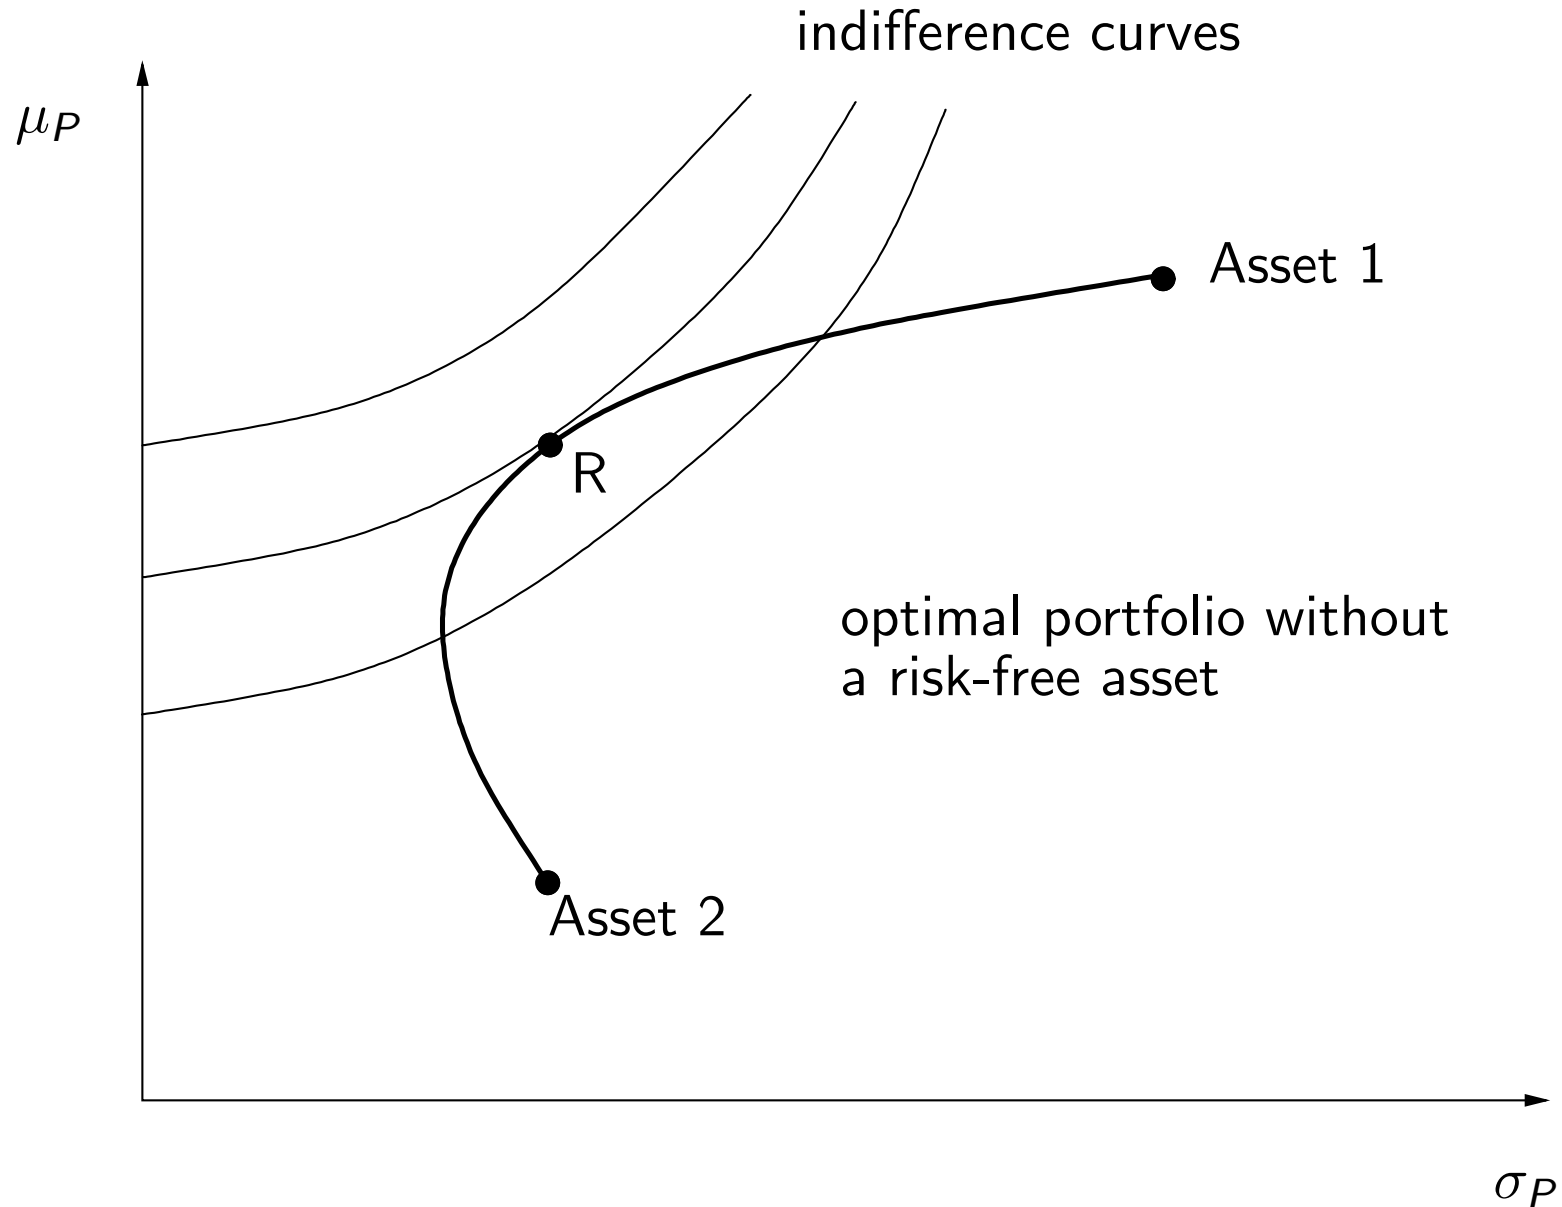 indifference curves
μP
Asset 1
R
optimal portfolio without
a risk-free asset
Asset 2
σP